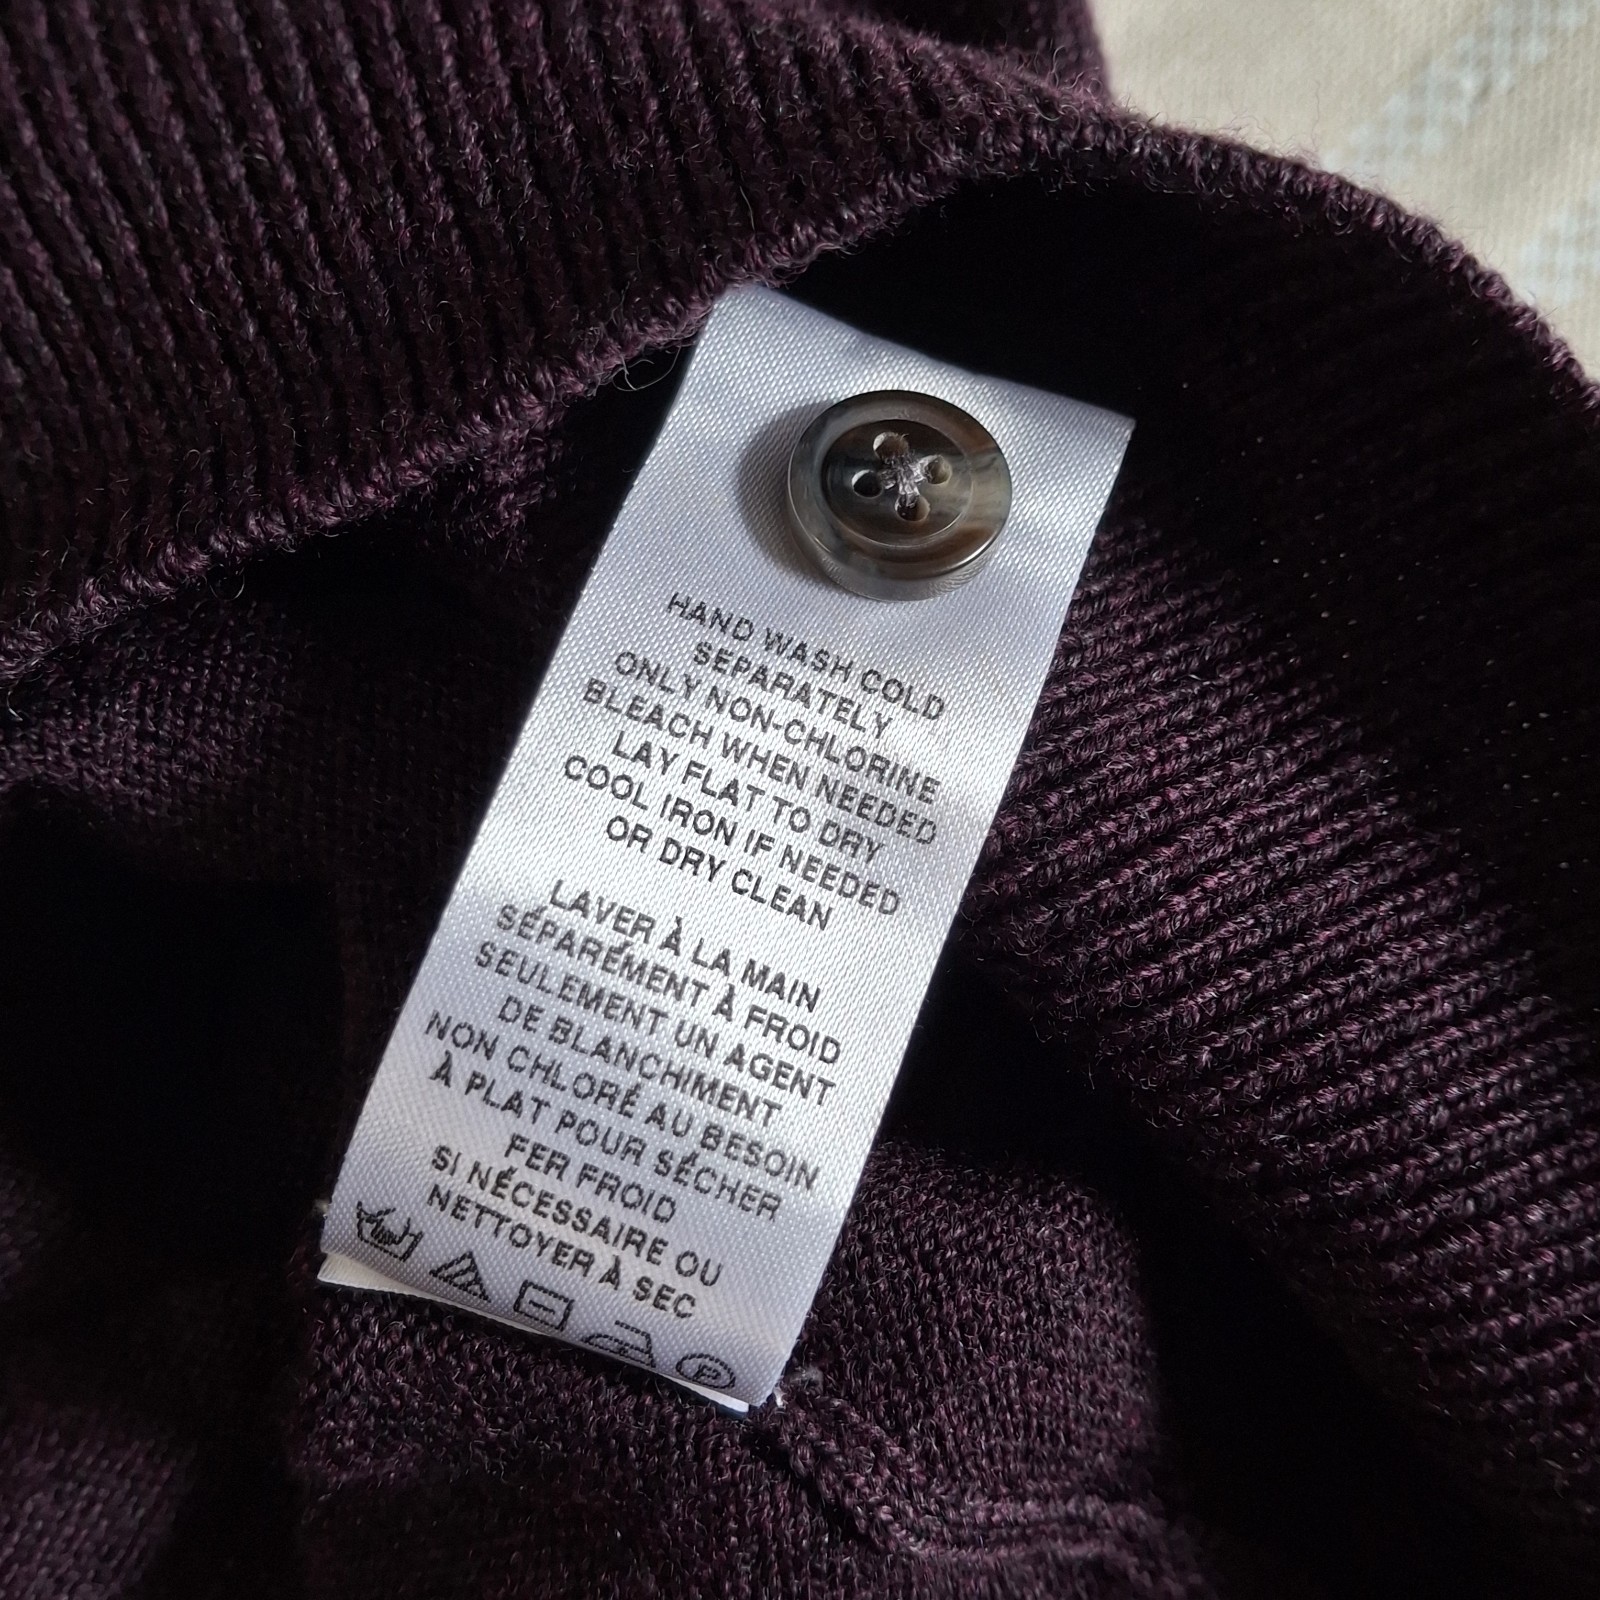 HAND WASH COLD
SEPARATELY
ONLY NON-CHLORINE
BLEACH WHEN NEEDED
LAY FLAT TO DRY
COOL IRON IF NEEDED
OR DRY CLEAN
LAVER À LA MAIN
SÉPARÉMENT À FROID
SEULEMENT UN AGENT
DE BLANCHIMENT
NON CHLORÉ AU BESOIN
À PLAT POUR SÉCHER
FER FROID
SI NÉCESSAIRE OU
NETTOYER À SEC
P